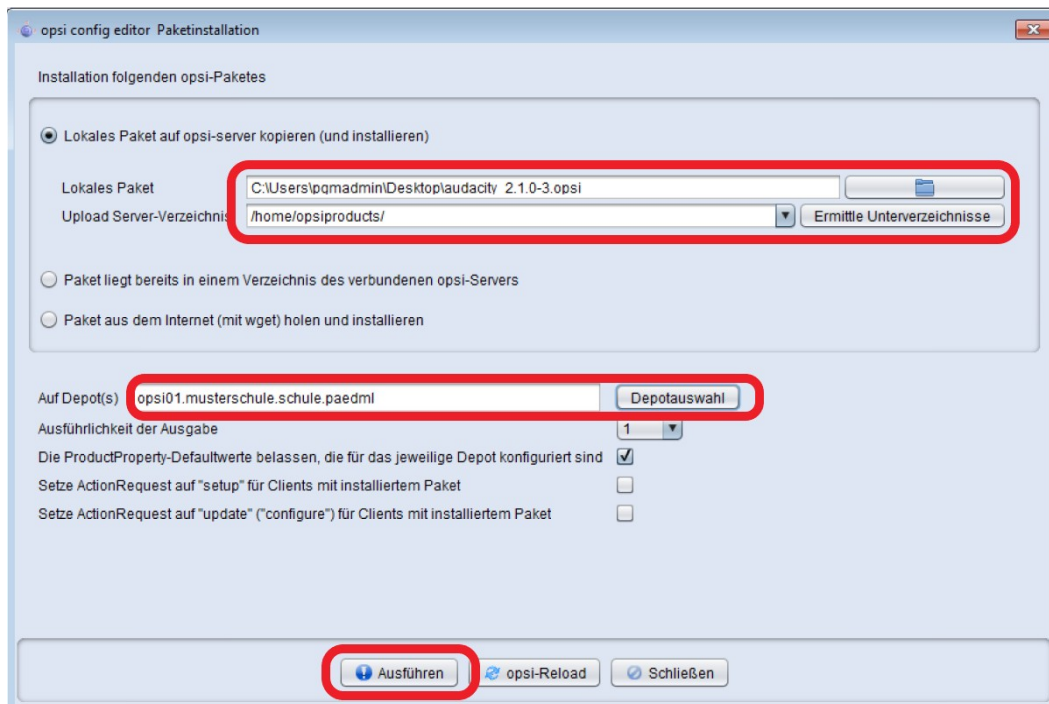 opsi config editor Paketinstallation
Installation folgenden opsi-Paketes
Lokales Paket auf opsi-server kopieren (und installieren)
Lokales Paket C:\Users\pgmadmin\Desktop\audacity_2.1.0-3.opsi
Upload Server-Verzeichnis /home/opsiproducts/ Ermittle Unterverzeichnisse
Paket liegt bereits in einem Verzeichnis des verbundenen opsi-Servers
Paket aus dem Internet (mit wget) holen und installieren
Auf Depot(s) opsi01.musterschule.schule.paedml Depotauswahl
Ausführlichkeit der Ausgabe 1
Die ProductProperty-Defaultwerte belassen, die für das jeweilige Depot konfiguriert sind
Setze ActionRequest auf "setup" für Clients mit installiertem Paket
Setze ActionRequest auf "update" ("configure") für Clients mit installiertem Paket
Ausführen opsi-Reload Schließen